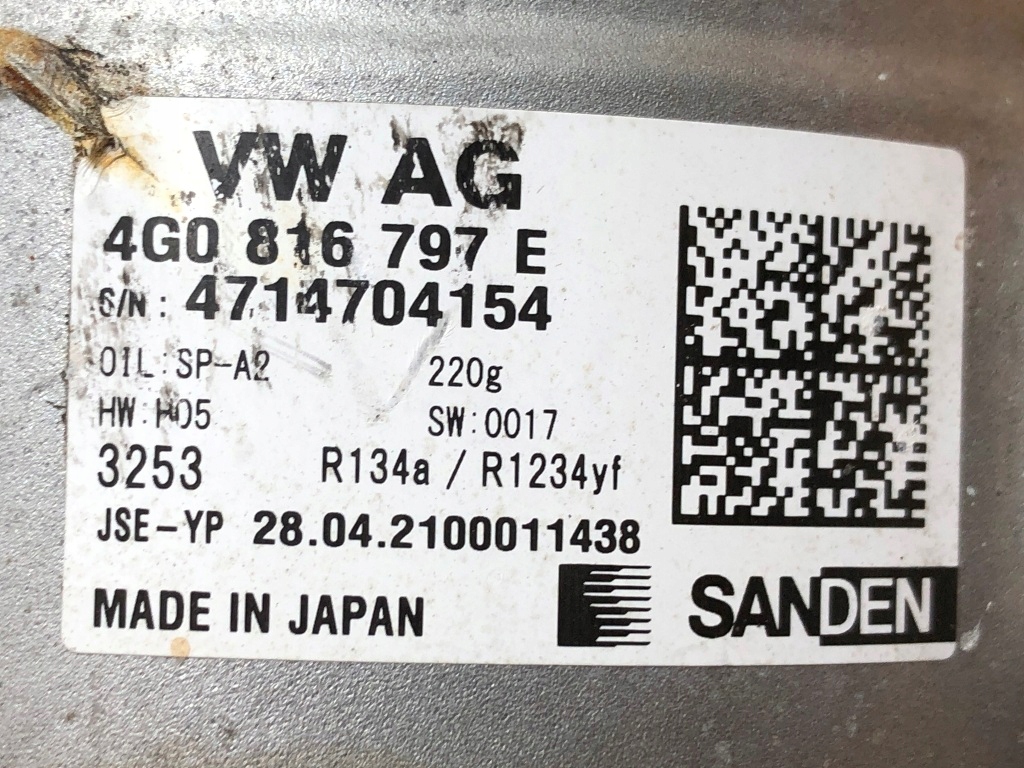 VW AG
4G0 816 797 E
S/N: 4714704154
OIL:SP-A2 220g
HW:H05 SW:0017
3253 R134a / R1234yf
JSE-YP 28.04.2100011438
MADE IN JAPAN SANDEN